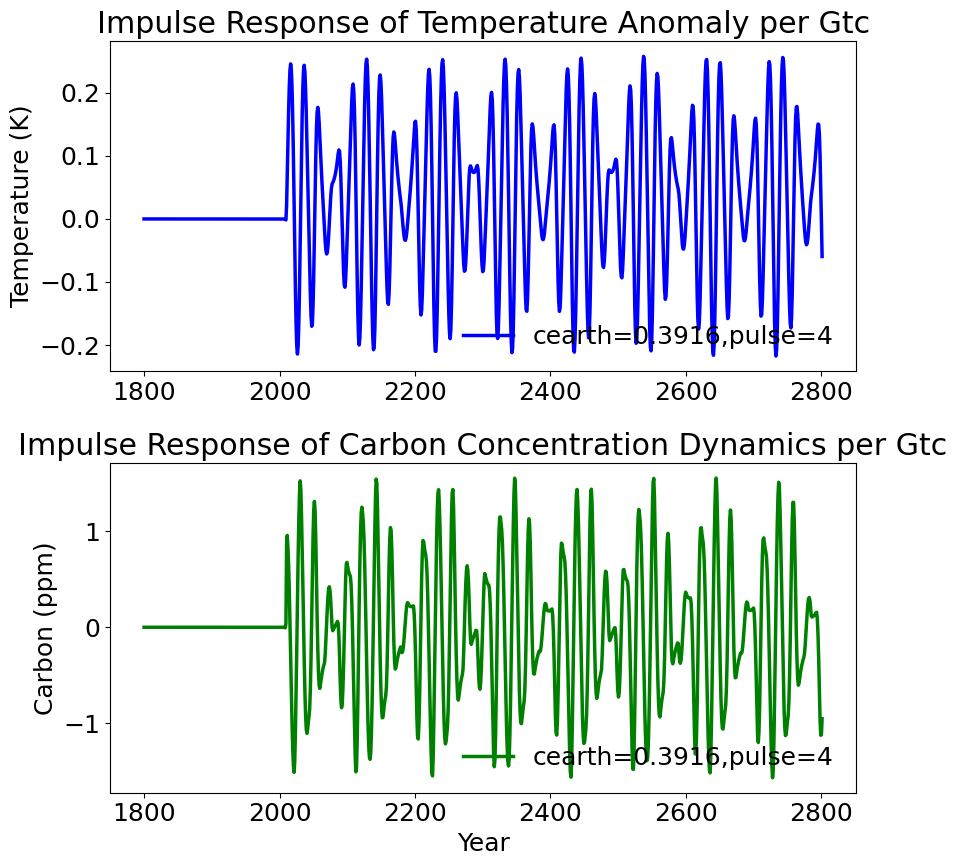 Impulse Response of Temperature Anomaly per Gtc
Temperature (K)
0.2
0.1
0.0
−0.1
−0.2
cearth=0.3916,pulse=4
1800 2000 2200 2400 2600 2800
Impulse Response of Carbon Concentration Dynamics per Gtc
Carbon (ppm)
1
0
−1
cearth=0.3916,pulse=4
1800 2000 2200 2400 2600 2800
Year